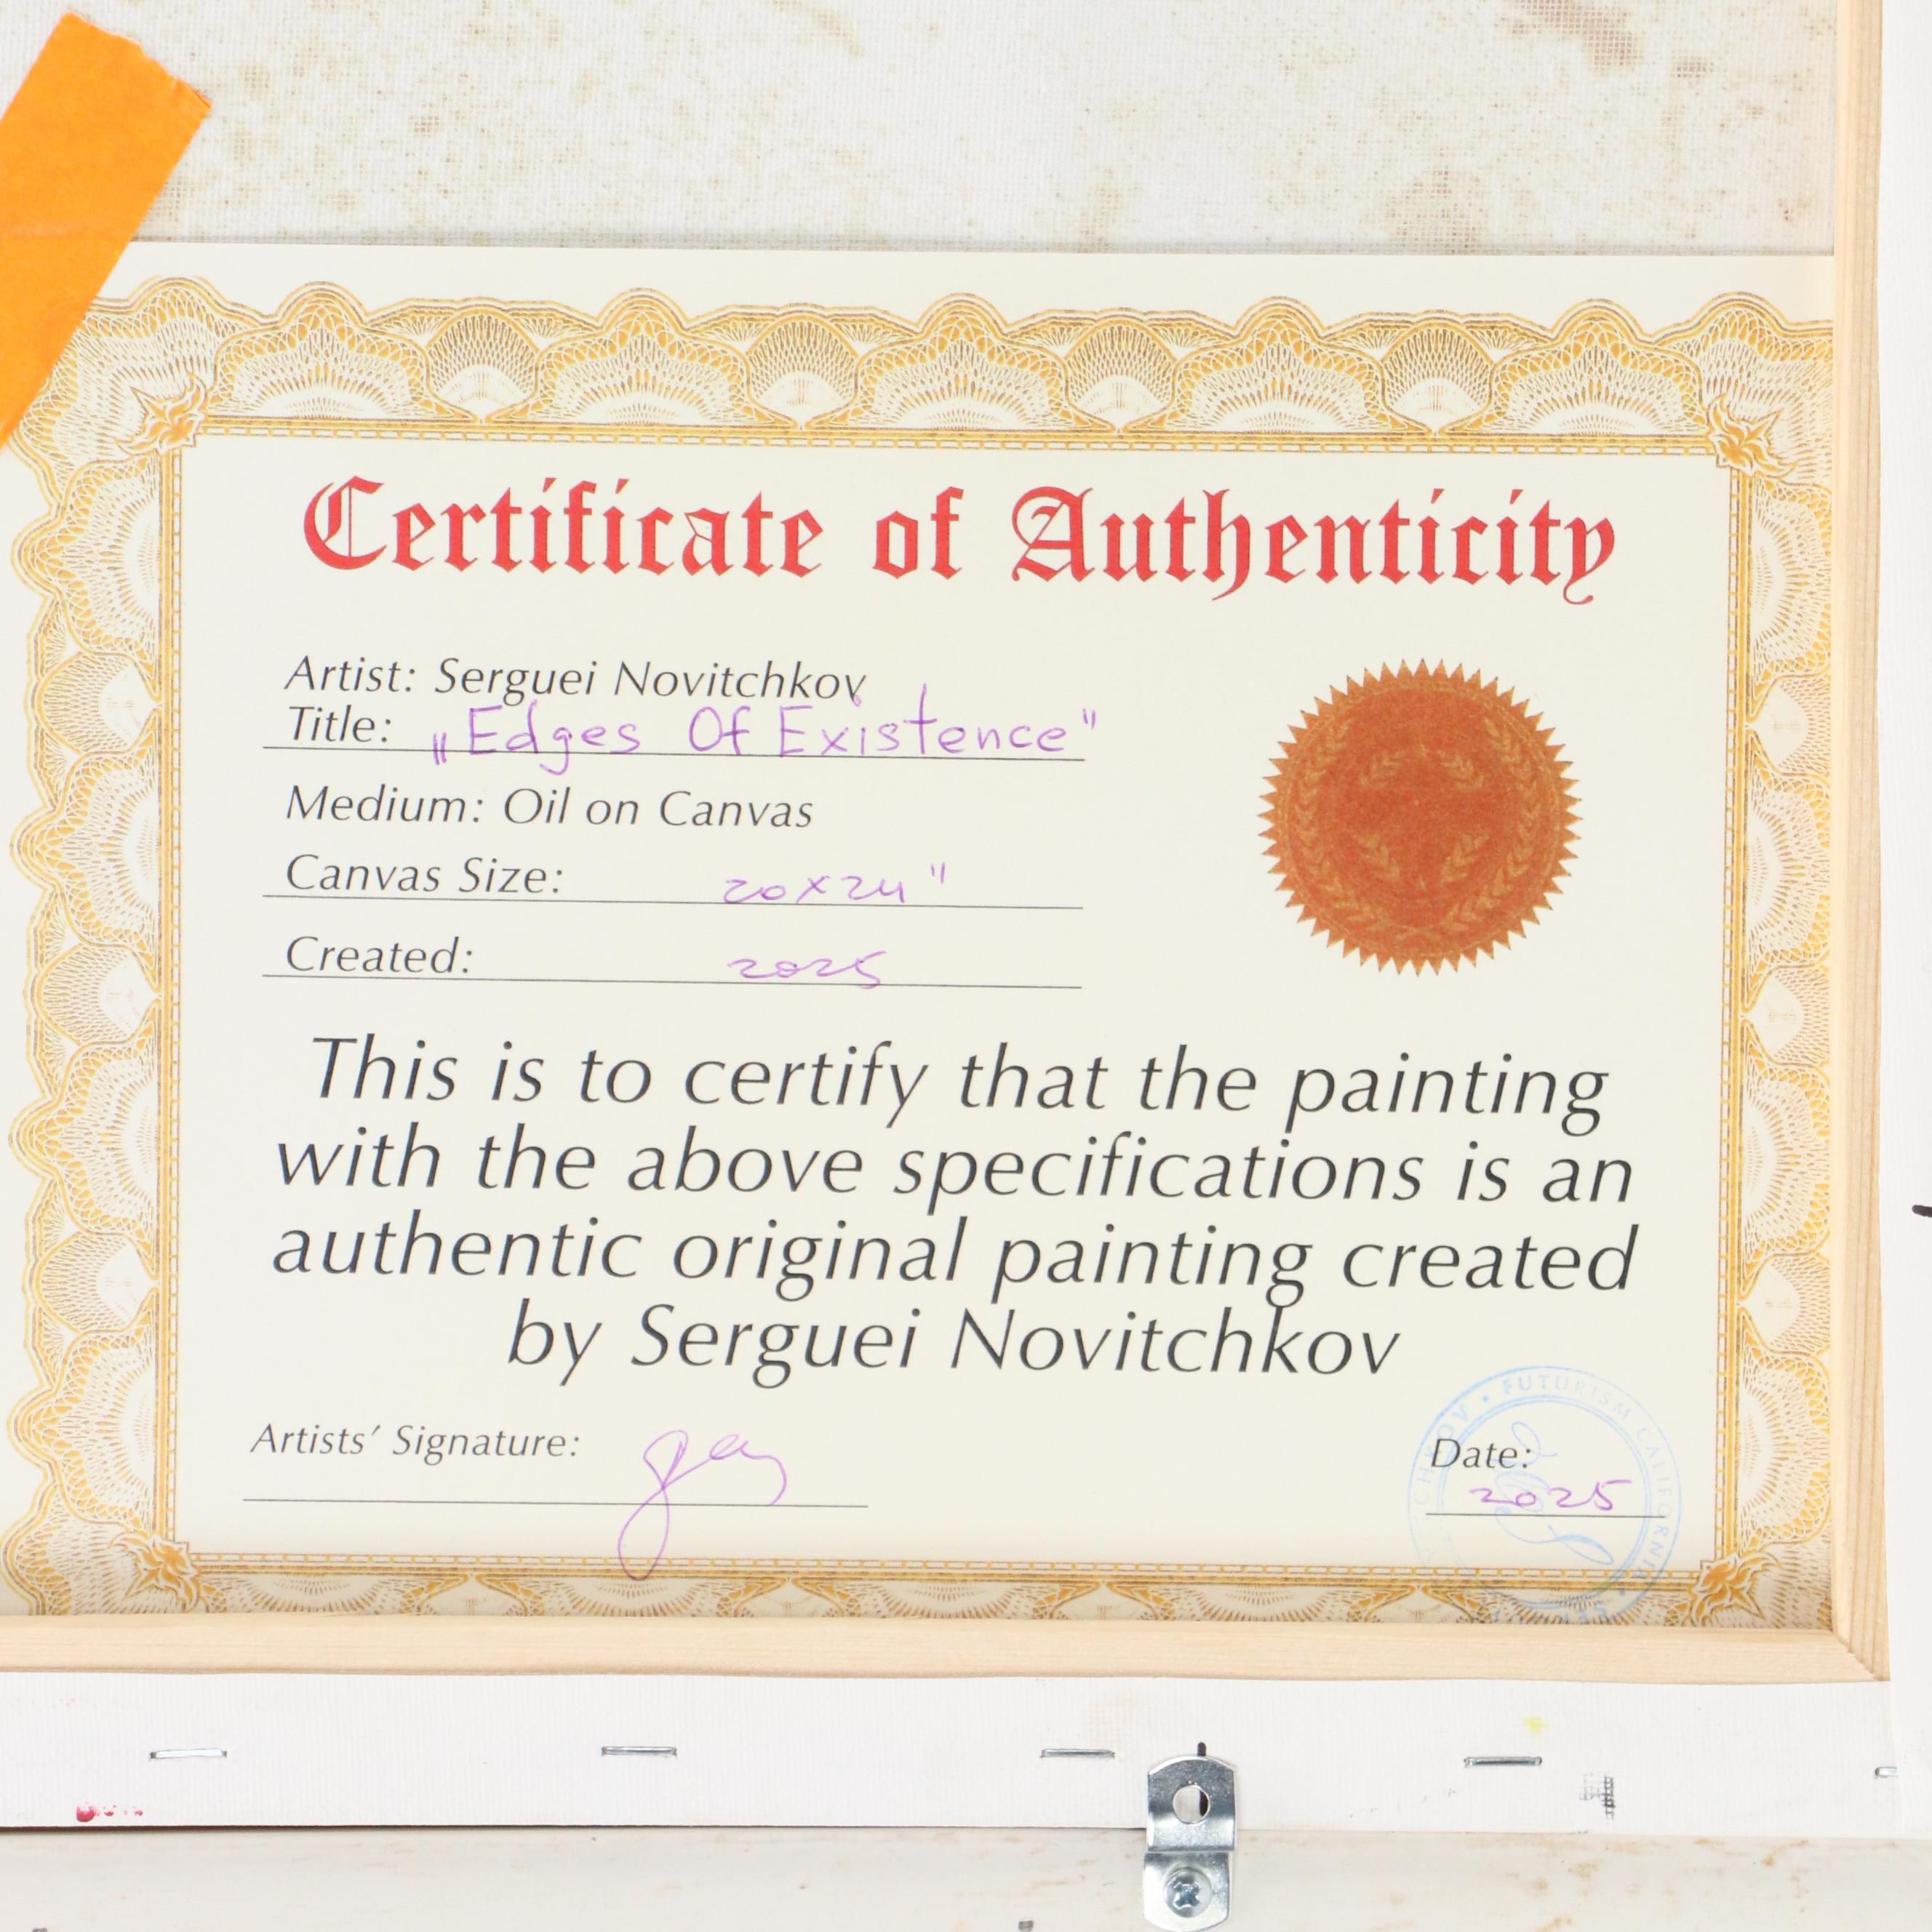 Certificate of Authenticity
Artist: Serguei Novitchkov
Title: „Edges Of Existence"
Medium: Oil on Canvas
Canvas Size: 20x24"
Created: 2025
This is to certify that the painting
with the above specifications is an
authentic original painting created
by Serguei Novitchkov
Artists' Signature:
Date:
2025
FUTURISM CALIFORNIA